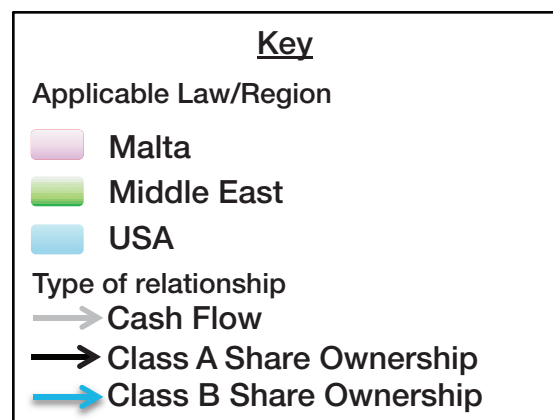 Key
Applicable Law/Region
Malta
Middle East
USA
Type of relationship
Cash Flow
Class A Share Ownership
Class B Share Ownership